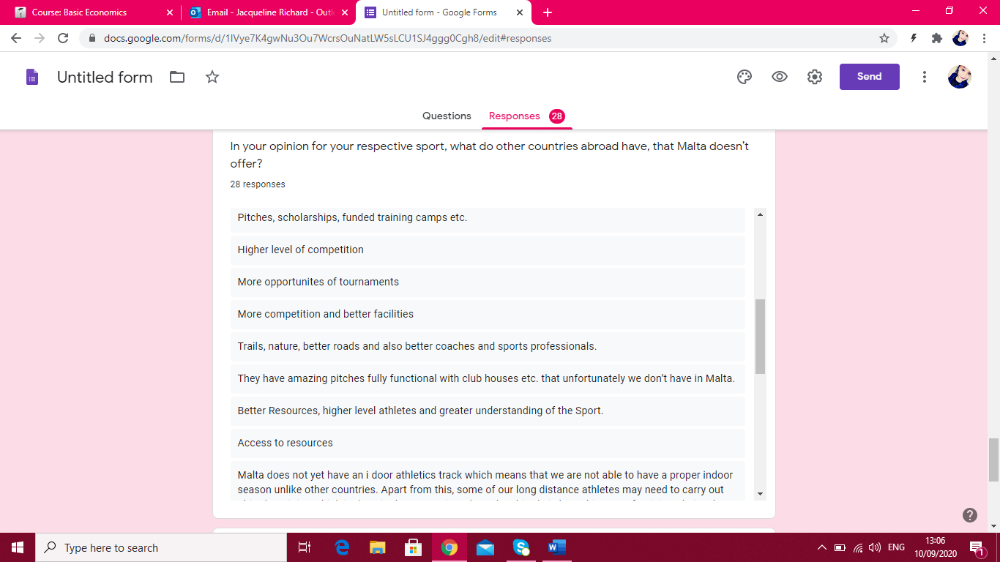 Course: Basic Economics
Email - Jacqueline Richard - Outl
Untitled form - Google Forms
docs.google.com/forms/d/1IVye7K4gwNu3Ou7WcrsOuNatLW5sLCU1SJ4ggg0Cgh8/edit#responses
Untitled form
Send
Questions
Responses 28
In your opinion for your respective sport, what do other countries abroad have, that Malta doesn't
offer?
28 responses
Pitches, scholarships, funded training camps etc.
Higher level of competition
More opportunites of tournaments
More competition and better facilities
Trails, nature, better roads and also better coaches and sports professionals.
They have amazing pitches fully functional with club houses etc. that unfortunately we don't have in Malta.
Better Resources, higher level athletes and greater understanding of the Sport.
Access to resources
Malta does not yet have an i door athletics track which means that we are not able to have a proper indoor
season unlike other countries. Apart from this, some of our long distance athletes may need to carry out
Type here to search
ENG
13:06
10/09/2020
1